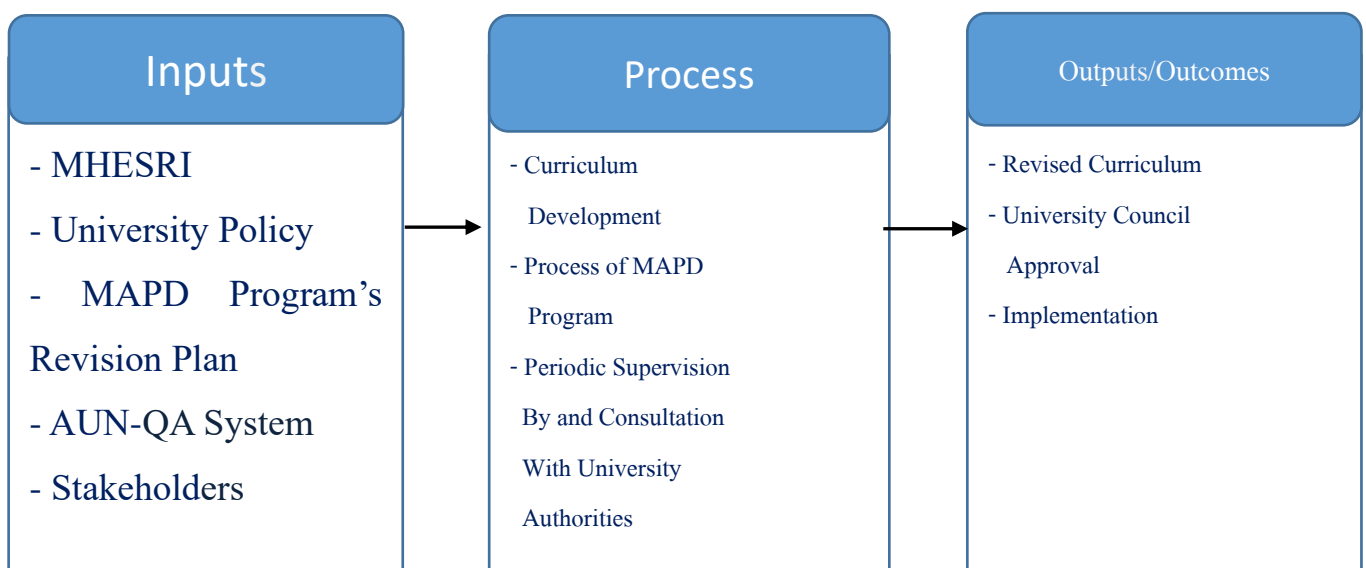 Inputs
- MHESRI
- University Policy
- MAPD Program’s
Revision Plan
- AUN-QA System
- Stakeholders
Process
- Curriculum
Development
- Process of MAPD
Program
- Periodic Supervision
By and Consultation
With University
Authorities
Outputs/Outcomes
- Revised Curriculum
- University Council
Approval
- Implementation